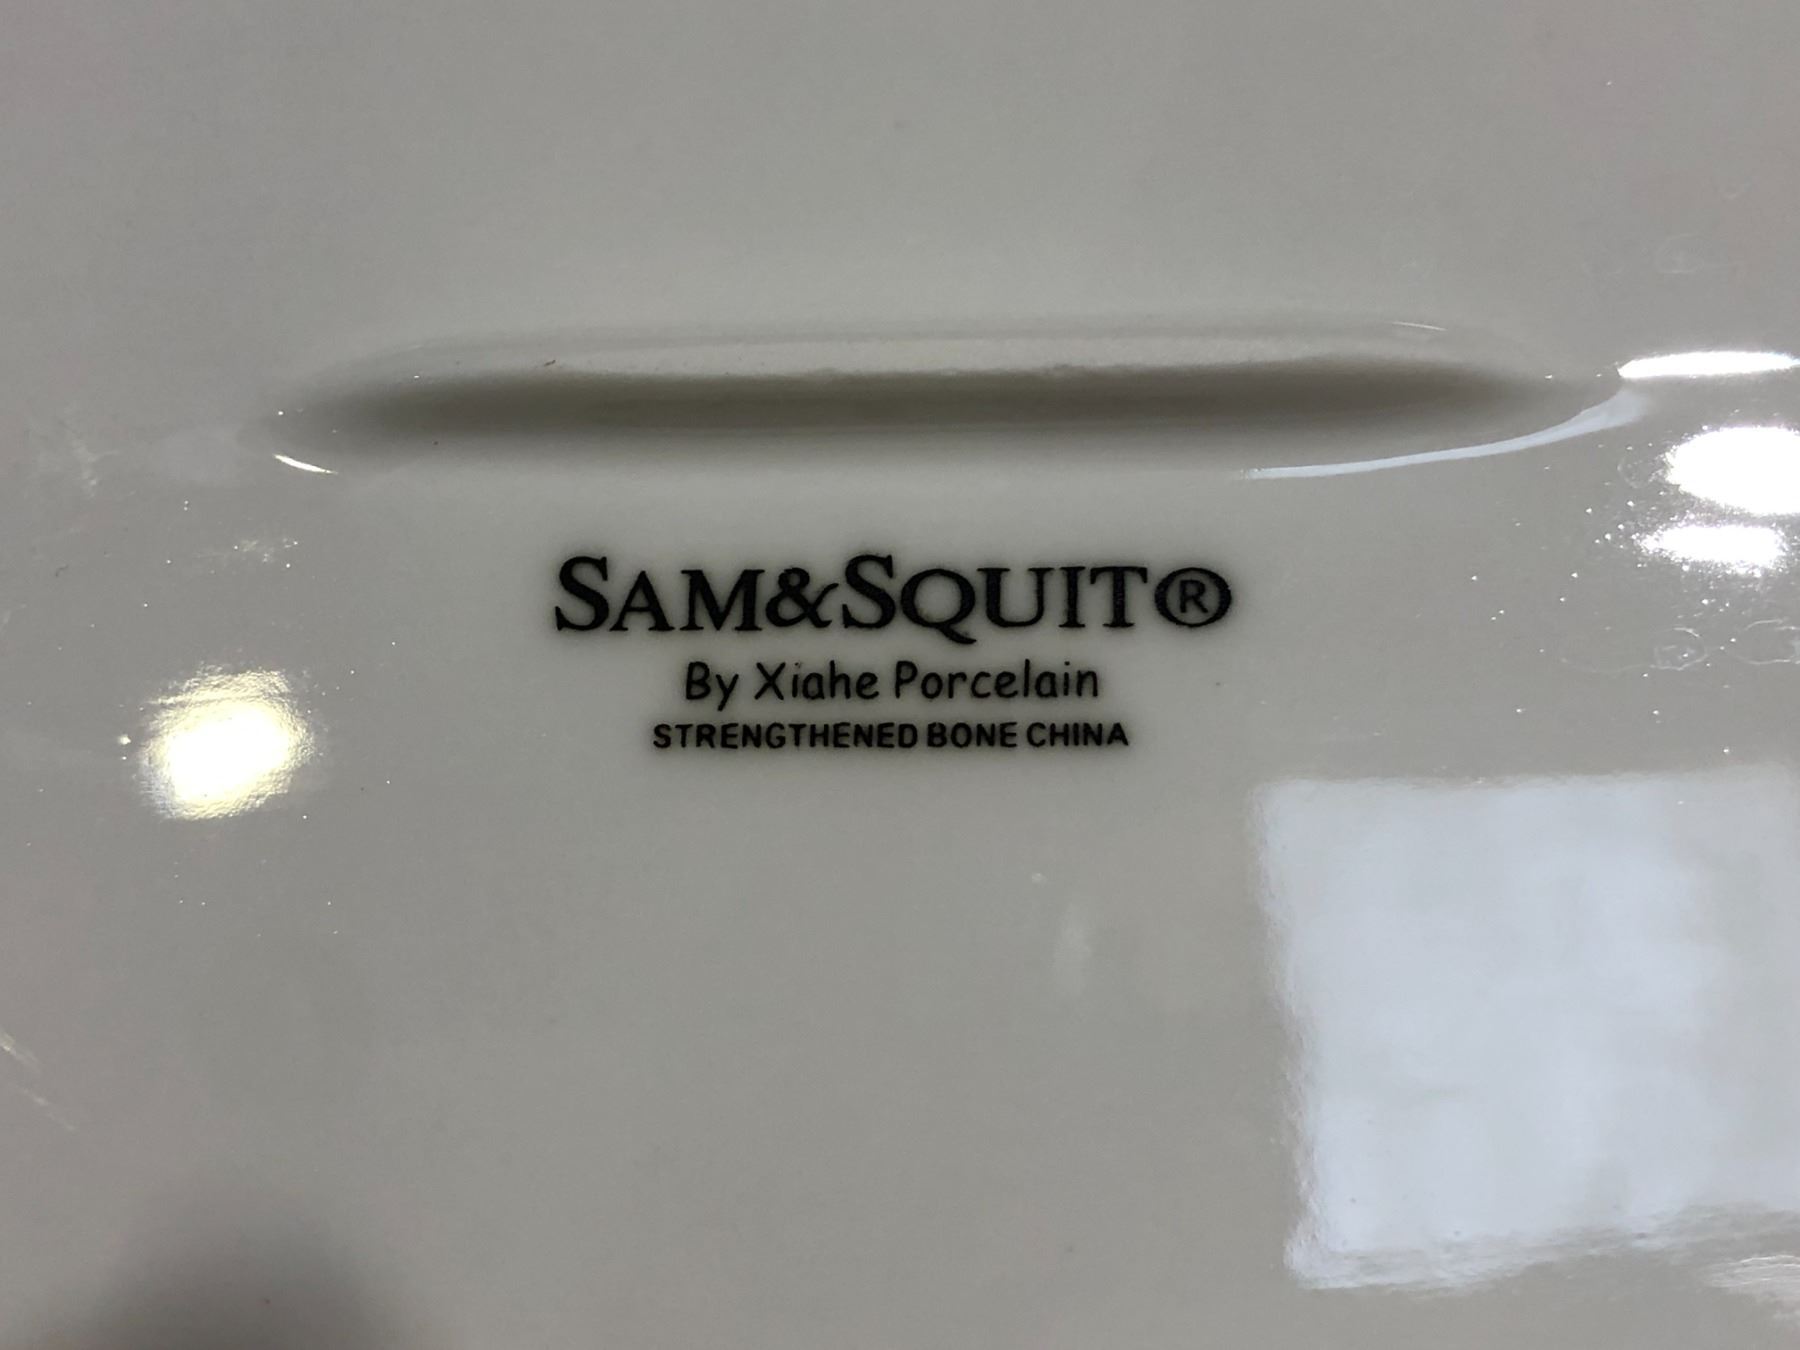 SAM&SQUIT®
By Xiahe Porcelain
STRENGTHENED BONE CHINA